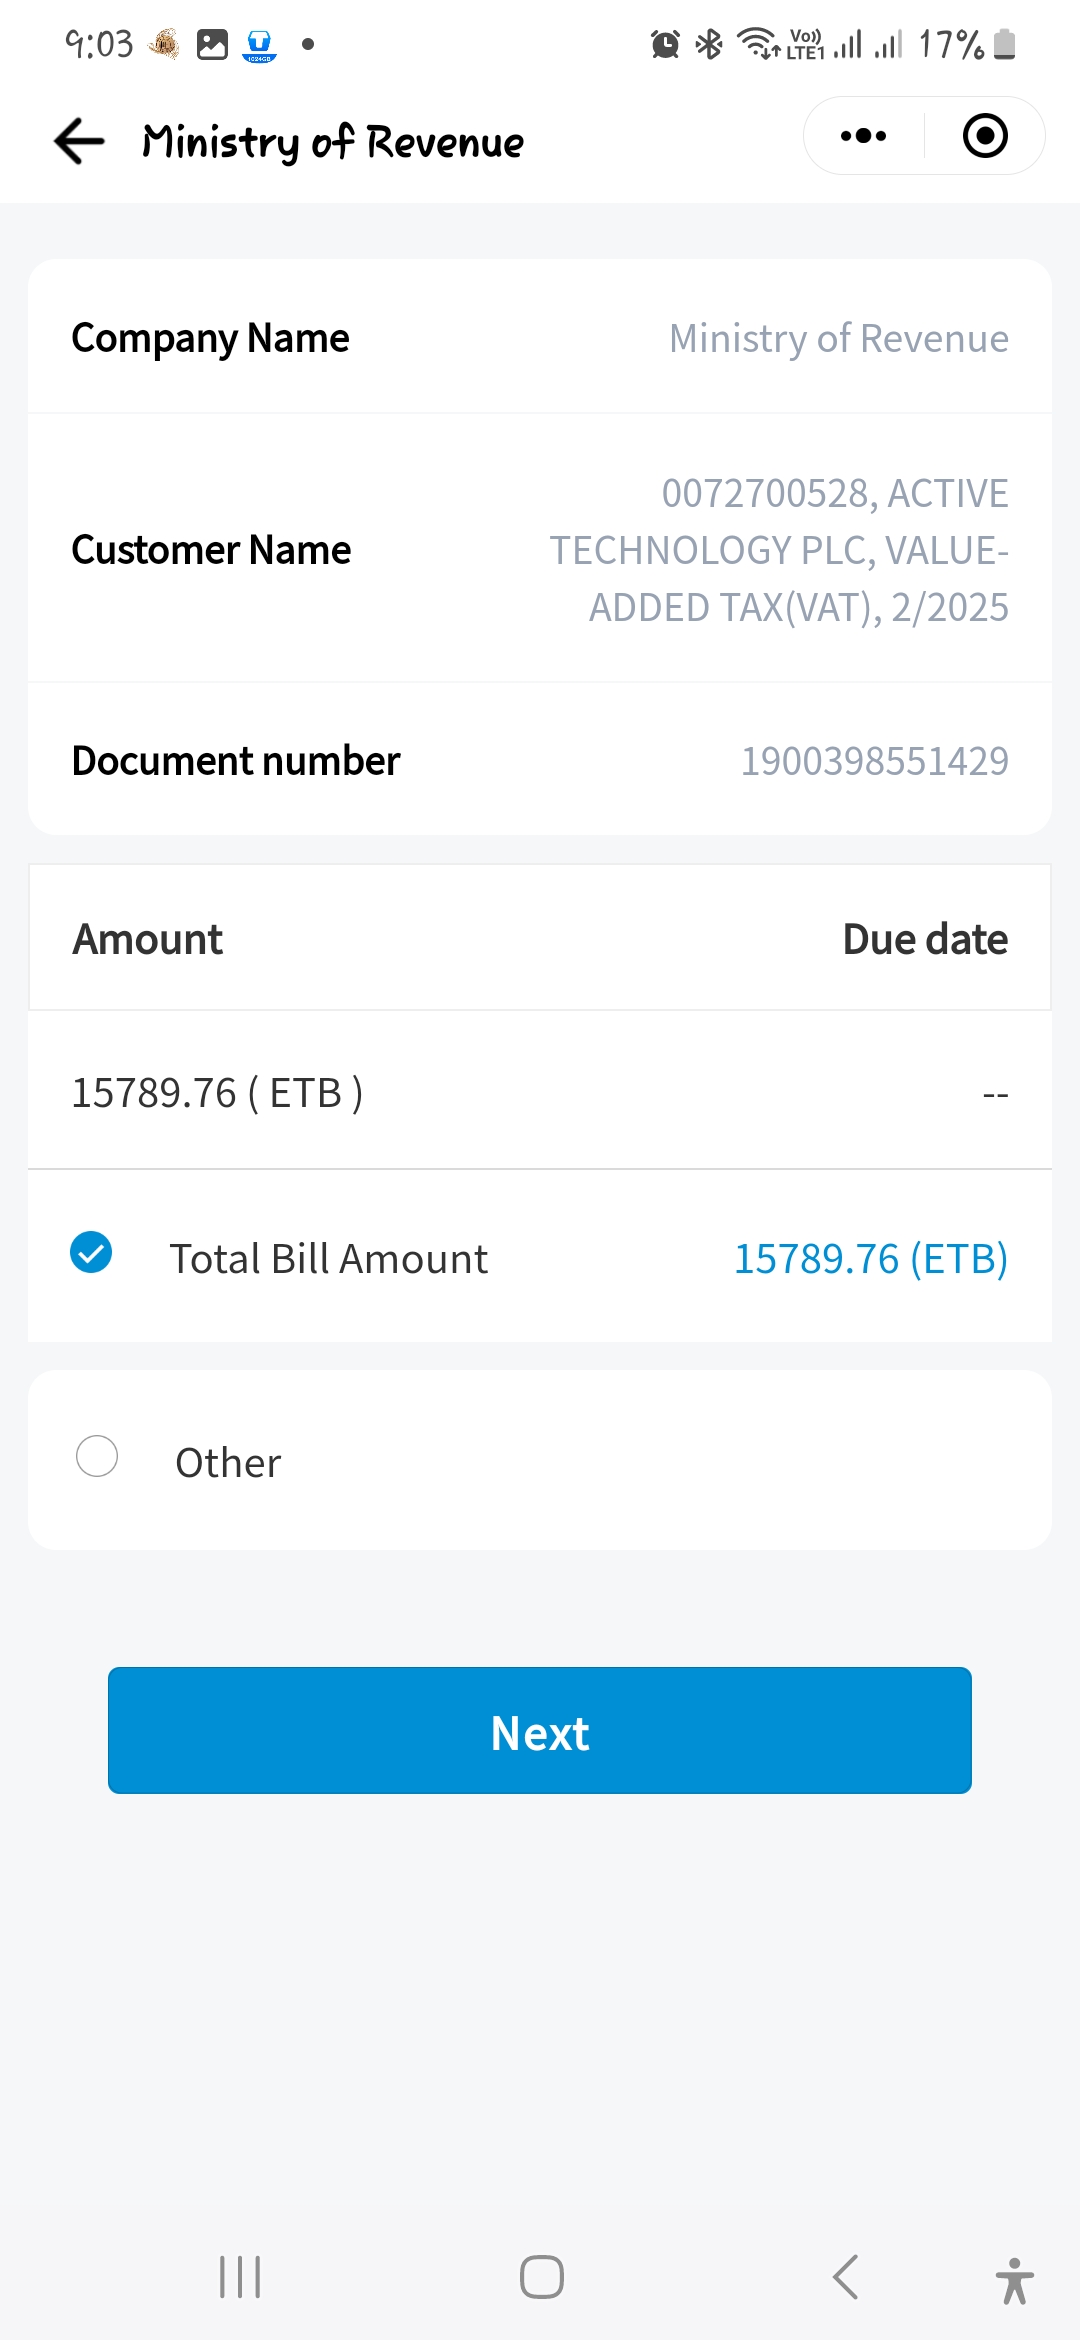 9:03
1024GB
Vo))
LTE1
17%
Ministry of Revenue
Company Name
Ministry of Revenue
Customer Name
0072700528, ACTIVE
TECHNOLOGY PLC, VALUE-
ADDED TAX(VAT), 2/2025
Document number
1900398551429
Amount
Due date
15789.76 ( ETB )
--
Total Bill Amount
15789.76 (ETB)
Other
Next